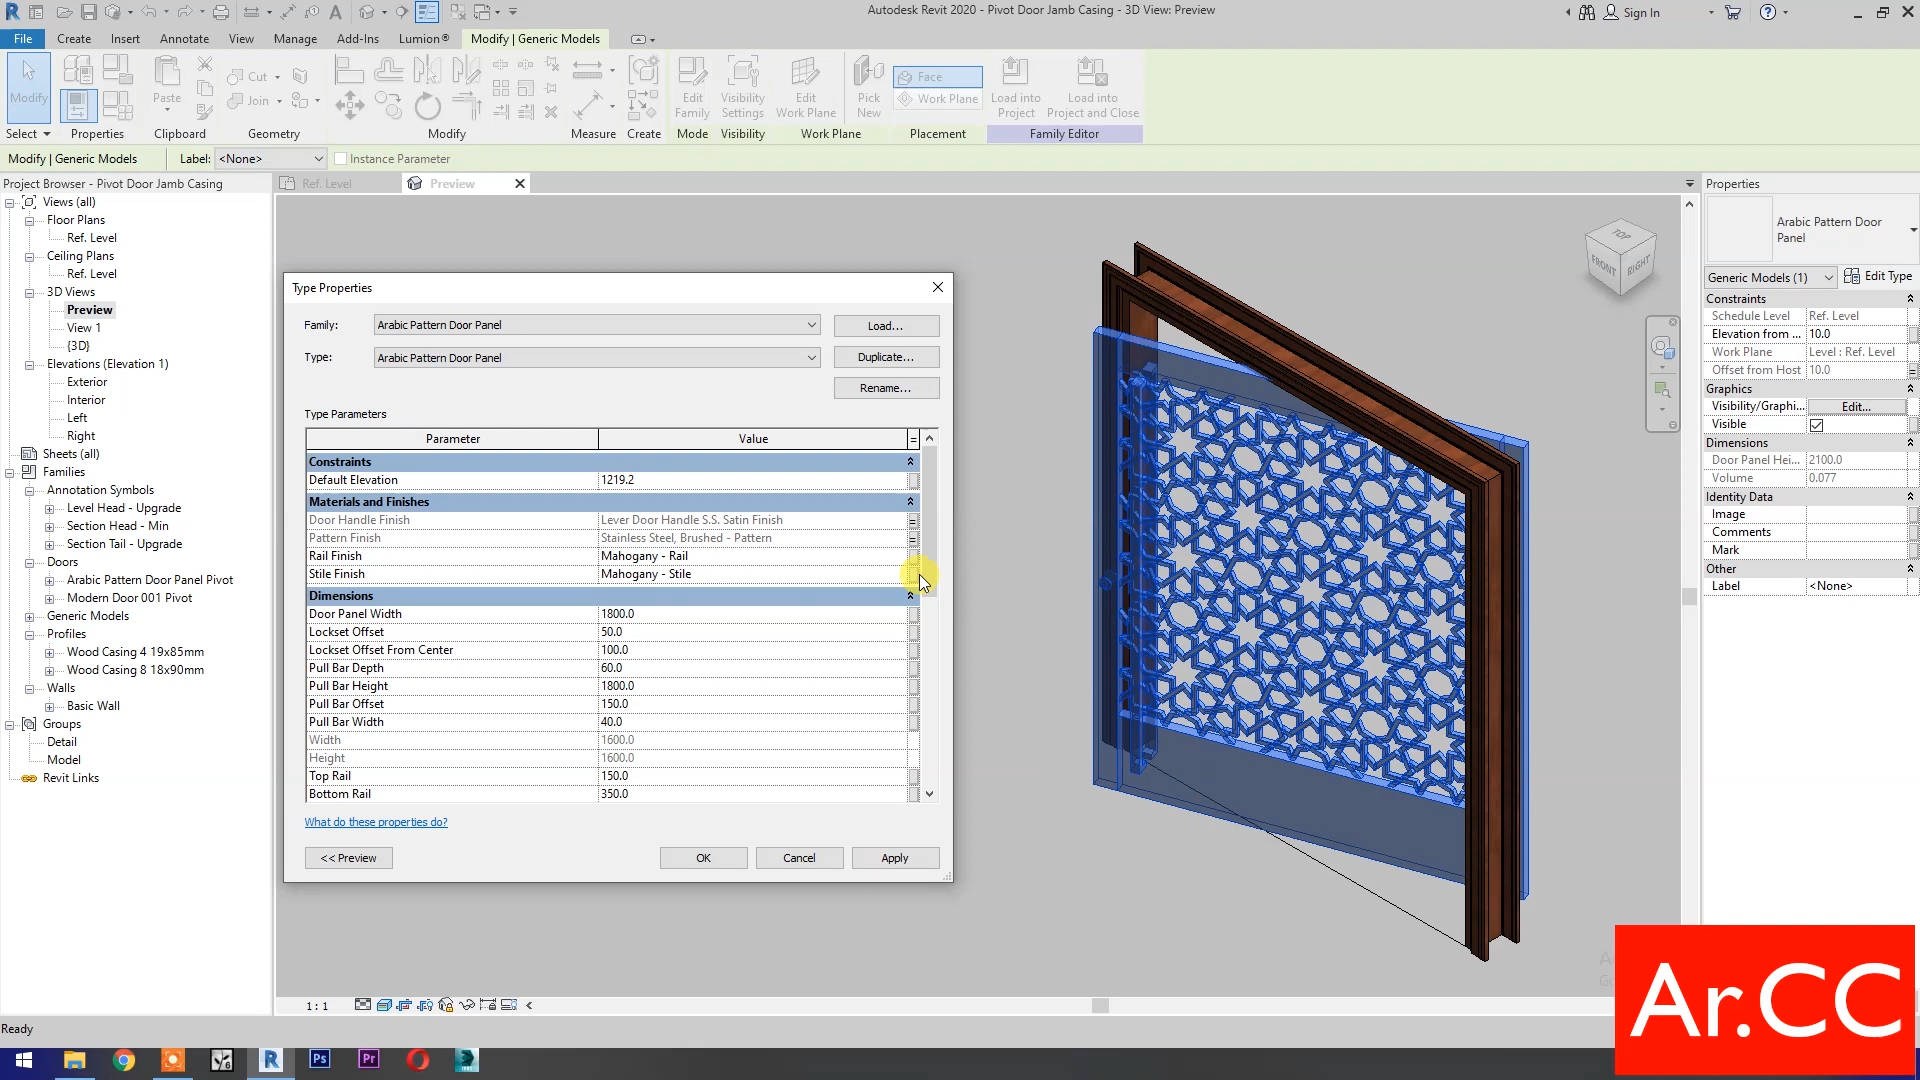 Autodesk Revit 2020 - Pivot Door Jamb Casing - 3D View: Preview
Sign In
File Create Insert Annotate View Manage Add-Ins Lumion® Modify | Generic Models
Modify
Paste
Cut
Join
Edit Family
Visibility Settings
Edit Work Plane
Pick New
Face
Work Plane
Load into Project
Load into Project and Close
Select Properties Clipboard Geometry Modify Measure Create Mode Visibility Work Plane Placement Family Editor
Modify | Generic Models Label: <None> Instance Parameter
Project Browser - Pivot Door Jamb Casing
Views (all)
Floor Plans
Ref. Level
Ceiling Plans
Ref. Level
3D Views
Preview
View 1
{3D}
Elevations (Elevation 1)
Exterior
Interior
Left
Right
Sheets (all)
Families
Annotation Symbols
Level Head - Upgrade
Section Head - Min
Section Tail - Upgrade
Doors
Arabic Pattern Door Panel Pivot
Modern Door 001 Pivot
Generic Models
Profiles
Wood Casing 4 19x85mm
Wood Casing 8 18x90mm
Walls
Basic Wall
Groups
Detail
Model
Revit Links
Ref. Level Preview
Type Properties
Family: Arabic Pattern Door Panel Load...
Type: Arabic Pattern Door Panel Duplicate...
Rename...
Type Parameters
Parameter Value =
Constraints
Default Elevation 1219.2
Materials and Finishes
Door Handle Finish Lever Door Handle S.S. Satin Finish =
Pattern Finish Stainless Steel, Brushed - Pattern =
Rail Finish Mahogany - Rail
Stile Finish Mahogany - Stile
Dimensions
Door Panel Width 1800.0
Lockset Offset 50.0
Lockset Offset From Center 100.0
Pull Bar Depth 60.0
Pull Bar Height 1800.0
Pull Bar Offset 150.0
Pull Bar Width 40.0
Width 1600.0
Height 1600.0
Top Rail 150.0
Bottom Rail 350.0
What do these properties do?
<< Preview OK Cancel Apply
TOP
FRONT RIGHT
Properties
Arabic Pattern Door Panel
Generic Models (1) Edit Type
Constraints
Schedule Level Ref. Level
Elevation from ... 10.0
Work Plane Level : Ref. Level
Offset from Host 10.0 =
Graphics
Visibility/Graphi... Edit...
Visible
Dimensions
Door Panel Hei... 2100.0
Volume 0.077
Identity Data
Image
Comments
Mark
Other
Label <None>
1 : 1
Ready
Ps
Pr
R
Ar.CC